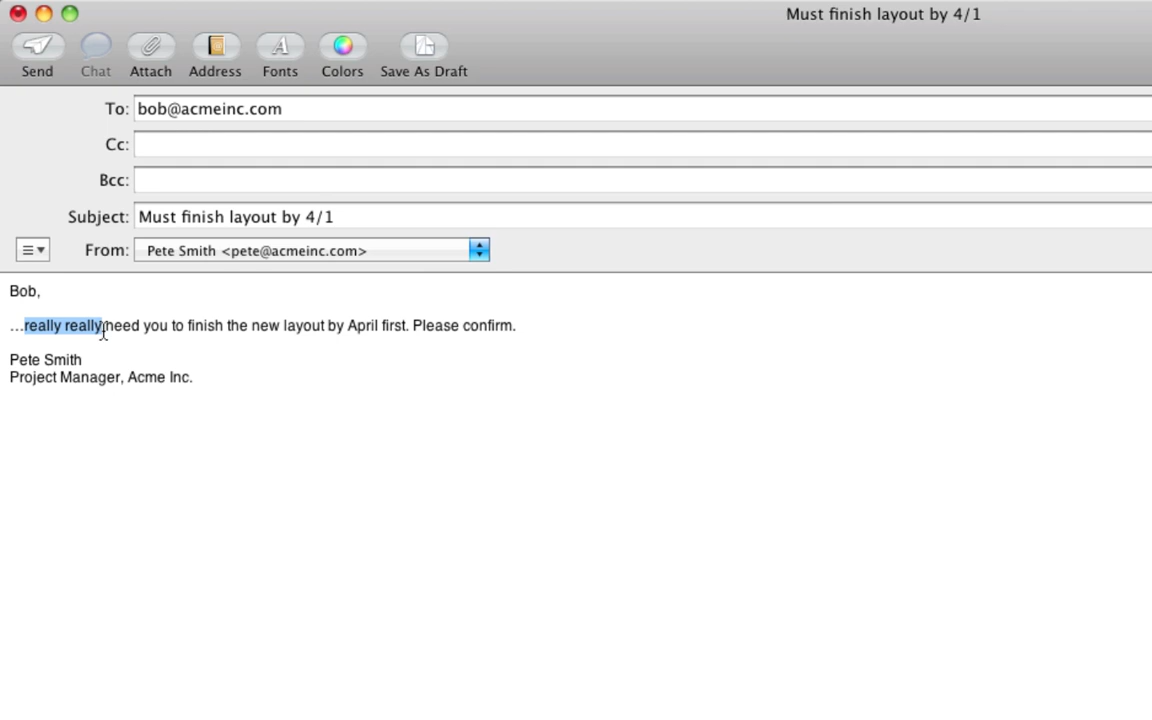 Must finish layout by 4/1
Send Chat Attach Address Fonts Colors Save As Draft
To: bob@acmeinc.com
Cc:
Bcc:
Subject: Must finish layout by 4/1
From: Pete Smith <pete@acmeinc.com>
Bob,
...really really need you to finish the new layout by April first. Please confirm.
Pete Smith
Project Manager, Acme Inc.